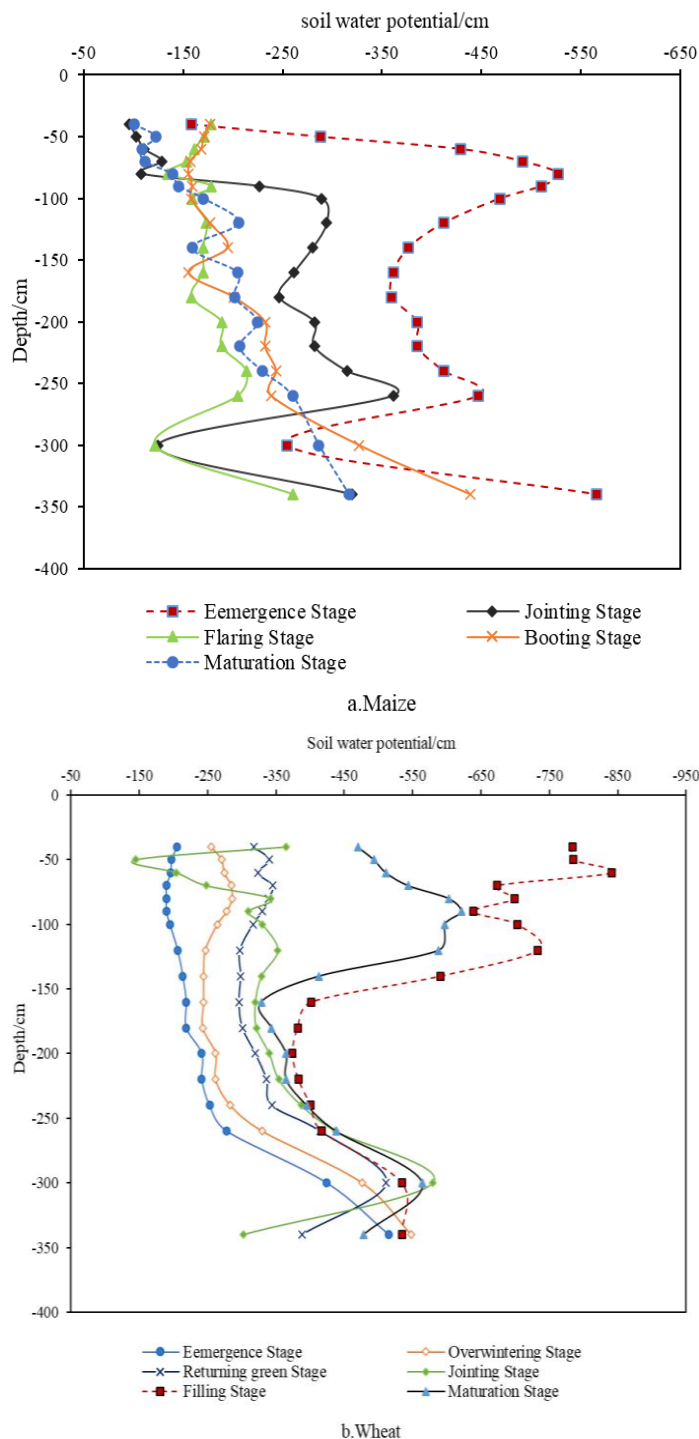 soil water potential/cm
-50 -150 -250 -350 -450 -550 -650
0
-50
-100
-150
-200
-250
-300
-350
-400
Depth/cm
Eemergence Stage Jointing Stage
Flaring Stage Booting Stage
Maturation Stage
a.Maize
Soil water potential/cm
-50 -150 -250 -350 -450 -550 -650 -750 -850 -950
0
-50
-100
-150
-200
-250
-300
-350
-400
Depth/cm
Eemergence Stage Overwintering Stage
Returning green Stage Jointing Stage
Filling Stage Maturation Stage
b.Wheat